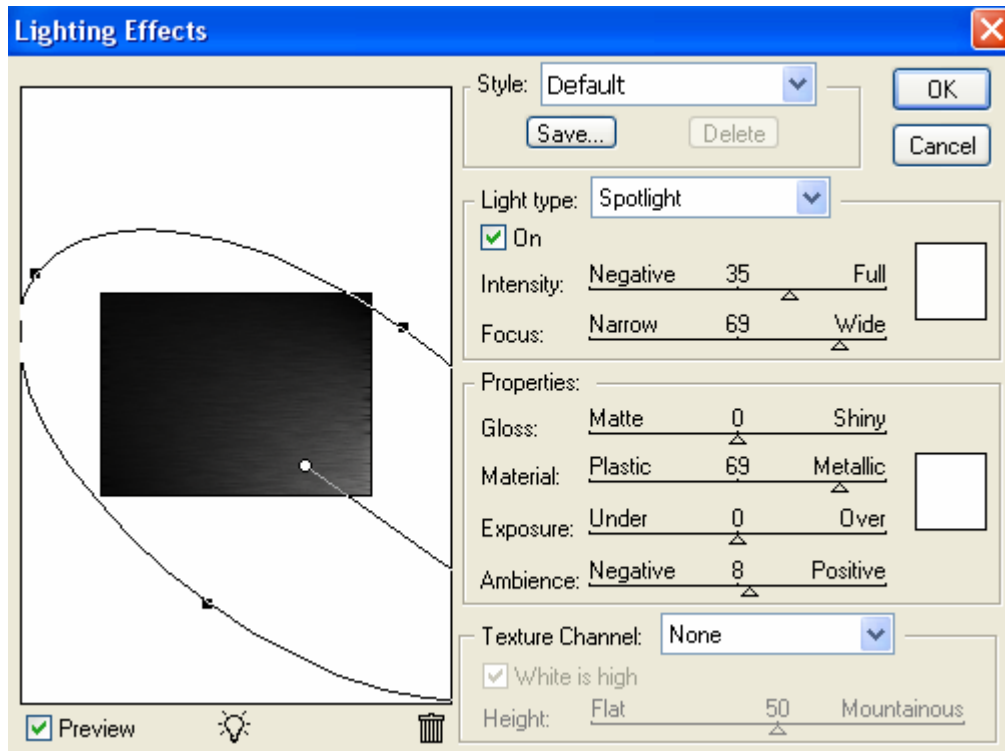 Lighting Effects
Style: Default
OK
Save... Delete
Cancel
Light type: Spotlight
On
Intensity: Negative 35 Full
Focus: Narrow 69 Wide
Properties:
Gloss: Matte 0 Shiny
Material: Plastic 69 Metallic
Exposure: Under 0 Over
Ambience: Negative 8 Positive
Texture Channel: None
White is high
Height: Flat 50 Mountainous
Preview